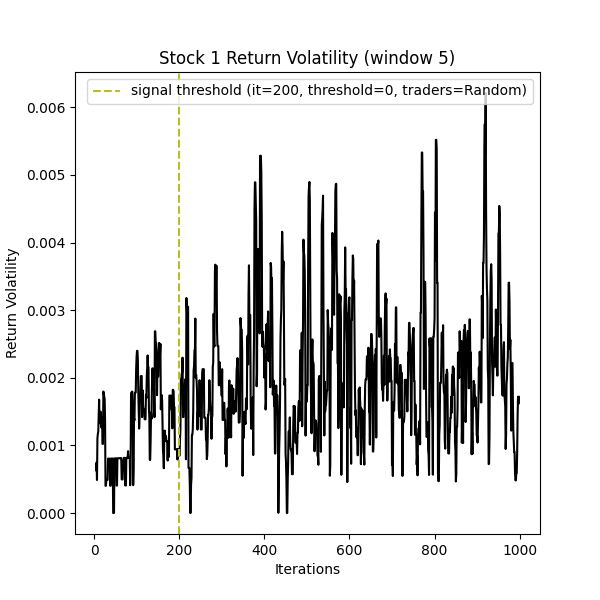 Stock 1 Return Volatility (window 5)
signal threshold (it=200, threshold=0, traders=Random)
0.006
0.005
0.004
0.003
0.002
0.001
0.000
Return Volatility
0 200 400 600 800 1000
Iterations